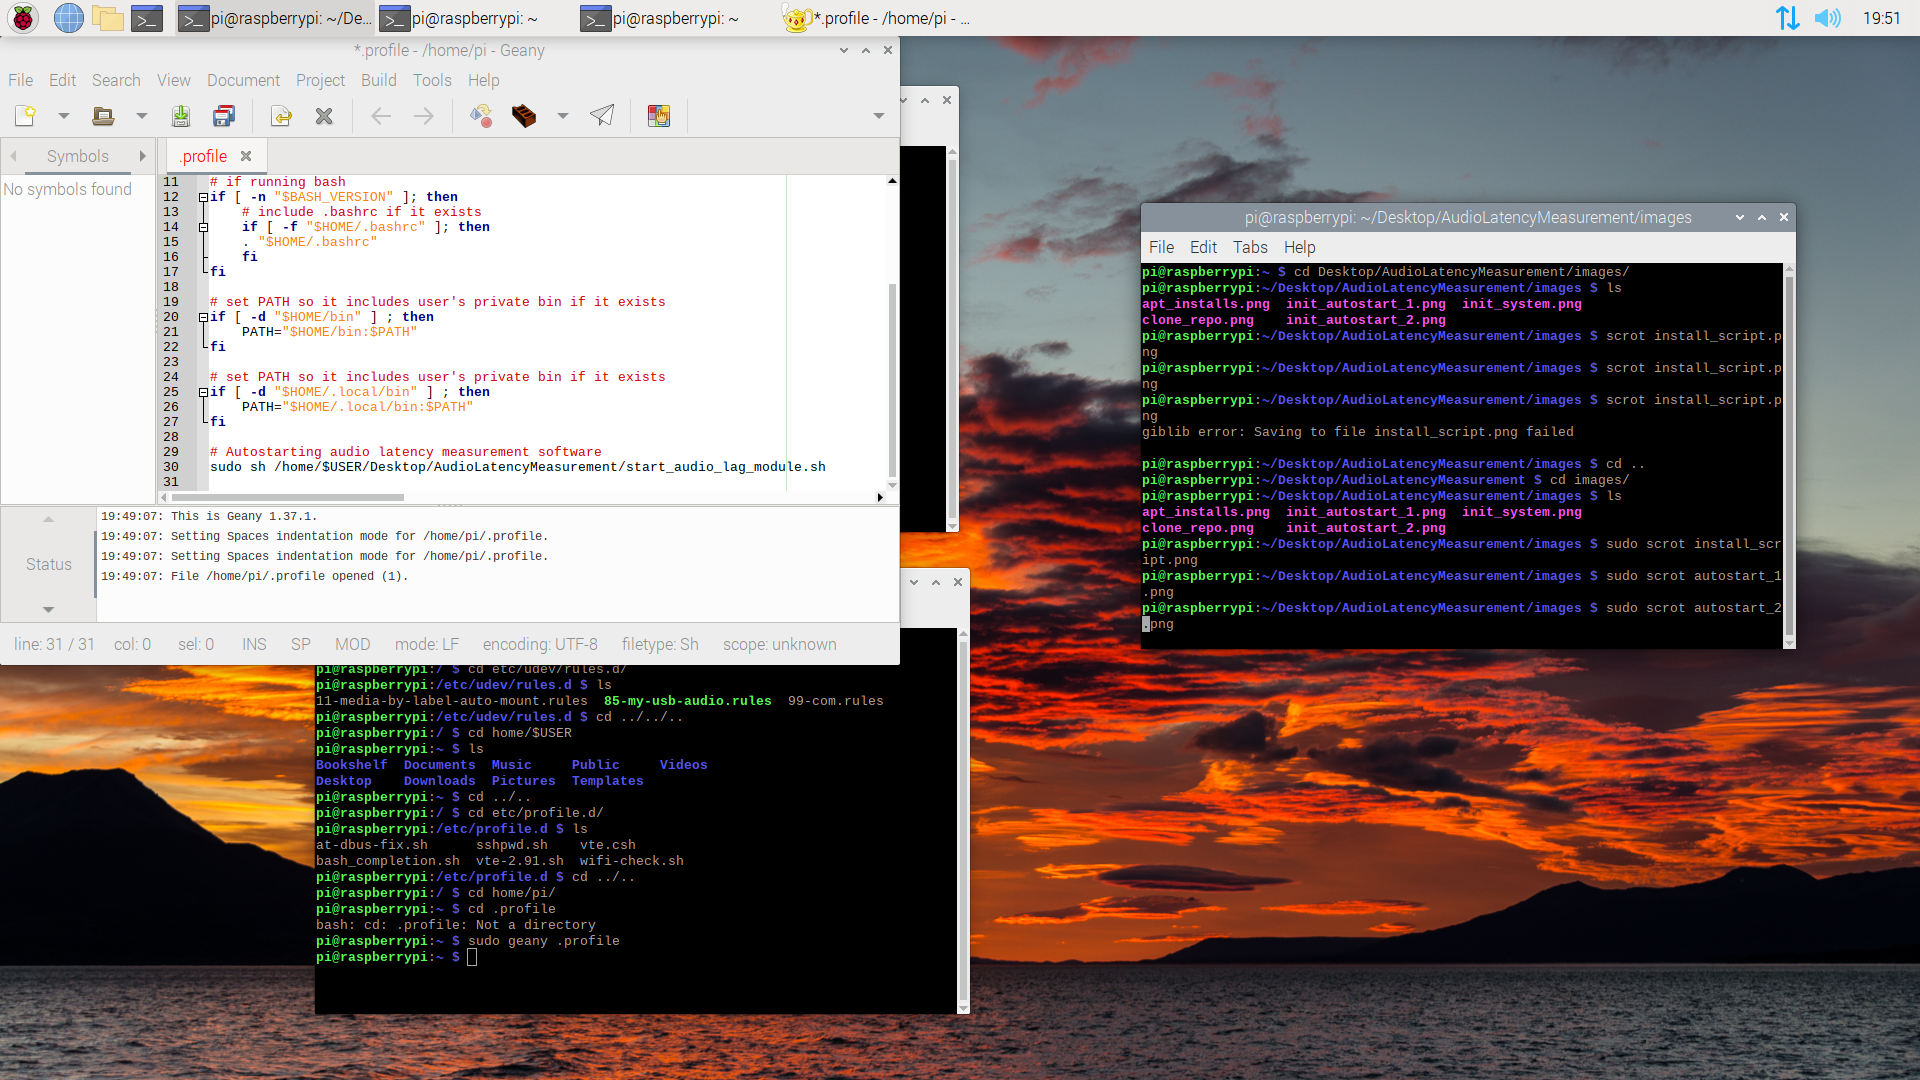 pi@raspberrypi: ~/De...
pi@raspberrypi: ~
pi@raspberrypi: ~
*.profile - /home/pi - ...
19:51
*.profile - /home/pi - Geany
File Edit Search View Document Project Build Tools Help
Symbols
.profile
No symbols found
11 # if running bash
12 if [ -n "$BASH_VERSION" ]; then
13     # include .bashrc if it exists
14     if [ -f "$HOME/.bashrc" ]; then
15     . "$HOME/.bashrc"
16     fi
17 fi
18
19 # set PATH so it includes user's private bin if it exists
20 if [ -d "$HOME/bin" ] ; then
21     PATH="$HOME/bin:$PATH"
22 fi
23
24 # set PATH so it includes user's private bin if it exists
25 if [ -d "$HOME/.local/bin" ] ; then
26     PATH="$HOME/.local/bin:$PATH"
27 fi
28
29 # Autostarting audio latency measurement software
30 sudo sh /home/$USER/Desktop/AudioLatencyMeasurement/start_audio_lag_module.sh
31
Status
19:49:07: This is Geany 1.37.1.
19:49:07: Setting Spaces indentation mode for /home/pi/.profile.
19:49:07: Setting Spaces indentation mode for /home/pi/.profile.
19:49:07: File /home/pi/.profile opened (1).
line: 31 / 31 col: 0 sel: 0 INS SP MOD mode: LF encoding: UTF-8 filetype: Sh scope: unknown
pi@raspberrypi:/ $ cd etc/udev/rules.d/
pi@raspberrypi:/etc/udev/rules.d $ ls
11-media-by-label-auto-mount.rules  85-my-usb-audio.rules  99-com.rules
pi@raspberrypi:/etc/udev/rules.d $ cd ../../..
pi@raspberrypi:/ $ cd home/$USER
pi@raspberrypi:~ $ ls
Bookshelf  Documents  Music     Public     Videos
Desktop    Downloads  Pictures  Templates
pi@raspberrypi:~ $ cd ../..
pi@raspberrypi:/ $ cd etc/profile.d/
pi@raspberrypi:/etc/profile.d $ ls
at-dbus-fix.sh      sshpwd.sh    vte.csh
bash_completion.sh  vte-2.91.sh  wifi-check.sh
pi@raspberrypi:/etc/profile.d $ cd ../..
pi@raspberrypi:/ $ cd home/pi/
pi@raspberrypi:~ $ cd .profile
bash: cd: .profile: Not a directory
pi@raspberrypi:~ $ sudo geany .profile
pi@raspberrypi:~ $
pi@raspberrypi: ~/Desktop/AudioLatencyMeasurement/images
File Edit Tabs Help
pi@raspberrypi:~ $ cd Desktop/AudioLatencyMeasurement/images/
pi@raspberrypi:~/Desktop/AudioLatencyMeasurement/images $ ls
apt_installs.png  init_autostart_1.png  init_system.png
clone_repo.png    init_autostart_2.png
pi@raspberrypi:~/Desktop/AudioLatencyMeasurement/images $ scrot install_script.p
ng
pi@raspberrypi:~/Desktop/AudioLatencyMeasurement/images $ scrot install_script.p
ng
pi@raspberrypi:~/Desktop/AudioLatencyMeasurement/images $ scrot install_script.p
ng
giblib error: Saving to file install_script.png failed
pi@raspberrypi:~/Desktop/AudioLatencyMeasurement/images $ cd ..
pi@raspberrypi:~/Desktop/AudioLatencyMeasurement $ cd images/
pi@raspberrypi:~/Desktop/AudioLatencyMeasurement/images $ ls
apt_installs.png  init_autostart_1.png  init_system.png
clone_repo.png    init_autostart_2.png
pi@raspberrypi:~/Desktop/AudioLatencyMeasurement/images $ sudo scrot install_scr
ipt.png
pi@raspberrypi:~/Desktop/AudioLatencyMeasurement/images $ sudo scrot autostart_1
.png
pi@raspberrypi:~/Desktop/AudioLatencyMeasurement/images $ sudo scrot autostart_2
.png